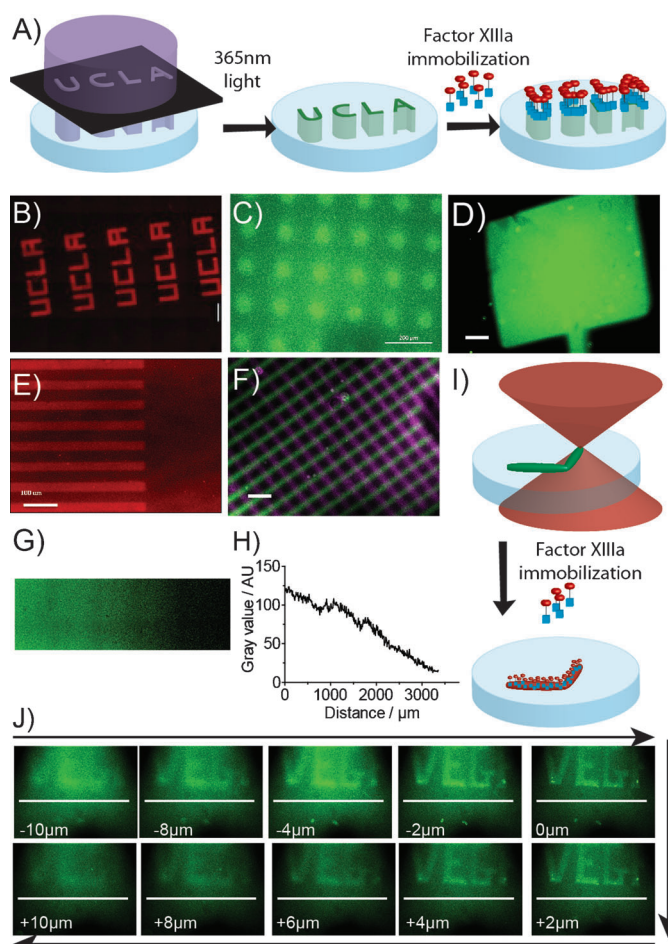 A)
UCLA
365nm
light
UCLA
Factor XIIIa
immobilization
B)
UCLA UCLA UCLA UCLA UCLA
C)
200 µm
D)
E)
100 um
F)
I)
Factor XIIIa
immobilization
G)
H)
Gray value / AU
150
100
50
0
0 1000 2000 3000
Distance / µm
J)
-10µm -8µm -4µm -2µm 0µm
VEG
+10µm +8µm +6µm +4µm +2µm